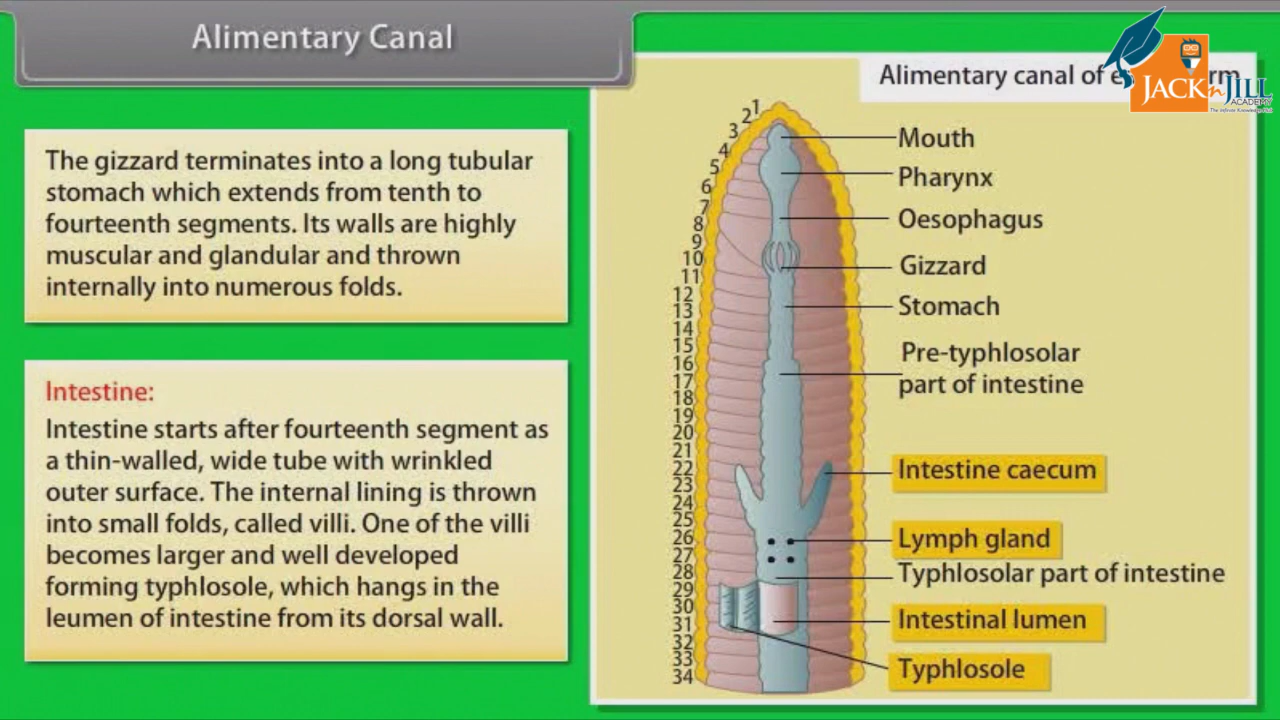 Alimentary Canal
The gizzard terminates into a long tubular
stomach which extends from tenth to
fourteenth segments. Its walls are highly
muscular and glandular and thrown
internally into numerous folds.
Intestine:
Intestine starts after fourteenth segment as
a thin-walled, wide tube with wrinkled
outer surface. The internal lining is thrown
into small folds, called villi. One of the villi
becomes larger and well developed
forming typhlosole, which hangs in the
leumen of intestine from its dorsal wall.
Alimentary canal of
JACK n JILL
ACADEMY
1
2
3
4
5
6
7
8
9
10
11
12
13
14
15
16
17
18
19
20
21
22
23
24
25
26
27
28
29
30
31
32
33
34
Mouth
Pharynx
Oesophagus
Gizzard
Stomach
Pre-typhlosolar
part of intestine
Intestine caecum
Lymph gland
Typhlosolar part of intestine
Intestinal lumen
Typhlosole